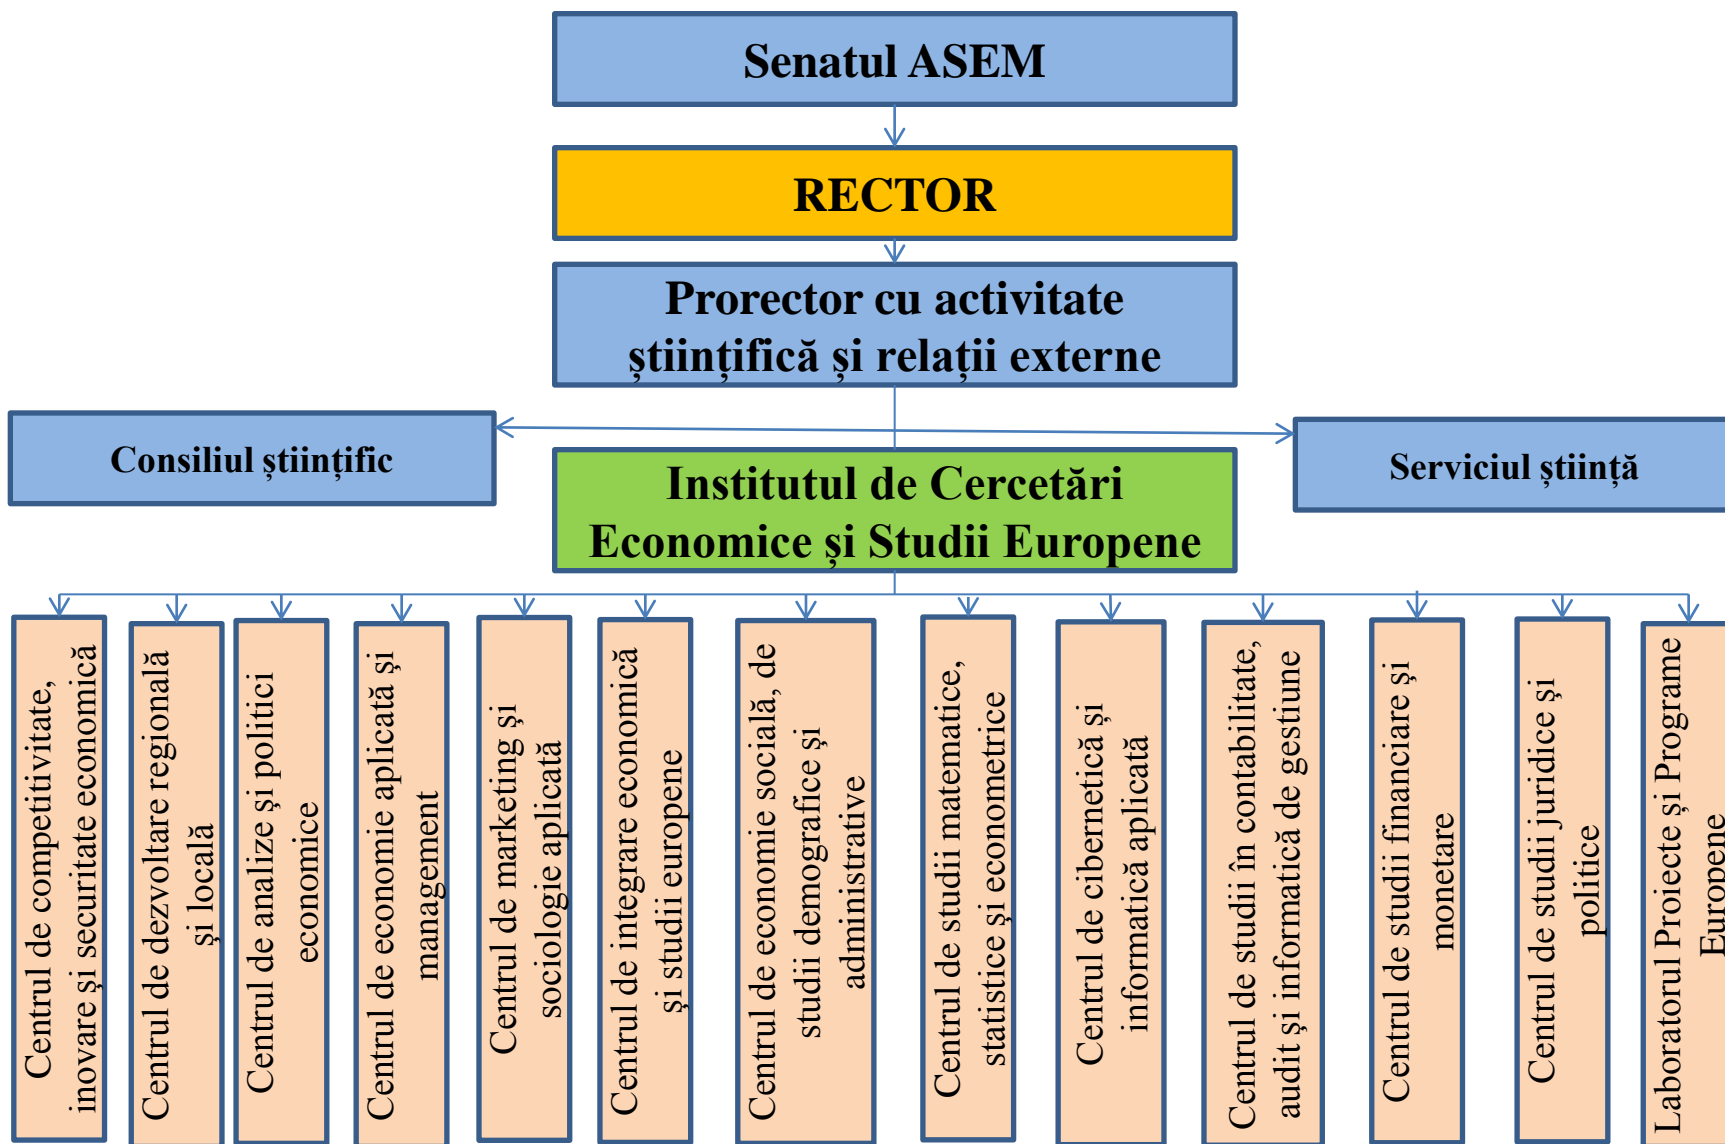 Senatul ASEM
RECTOR
Prorector cu activitate
științifică și relații externe
Consiliul științific
Serviciul știință
Institutul de Cercetări
Economice și Studii Europene
Centrul de competitivitate,
inovare și securitate economică
Centrul de dezvoltare regională
și locală
Centrul de analize și politici
economice
Centrul de economie aplicată și
management
Centrul de marketing și
sociologie aplicată
Centrul de integrare economică
și studii europene
Centrul de economie socială, de
studii demografice și
administrative
Centrul de studii matematice,
statistice și econometrice
Centrul de cibernetică și
informatică aplicată
Centrul de studii în contabilitate,
audit și informatică de gestiune
Centrul de studii financiare și
monetare
Centrul de studii juridice și
politice
Laboratorul Proiecte și Programe
Europene